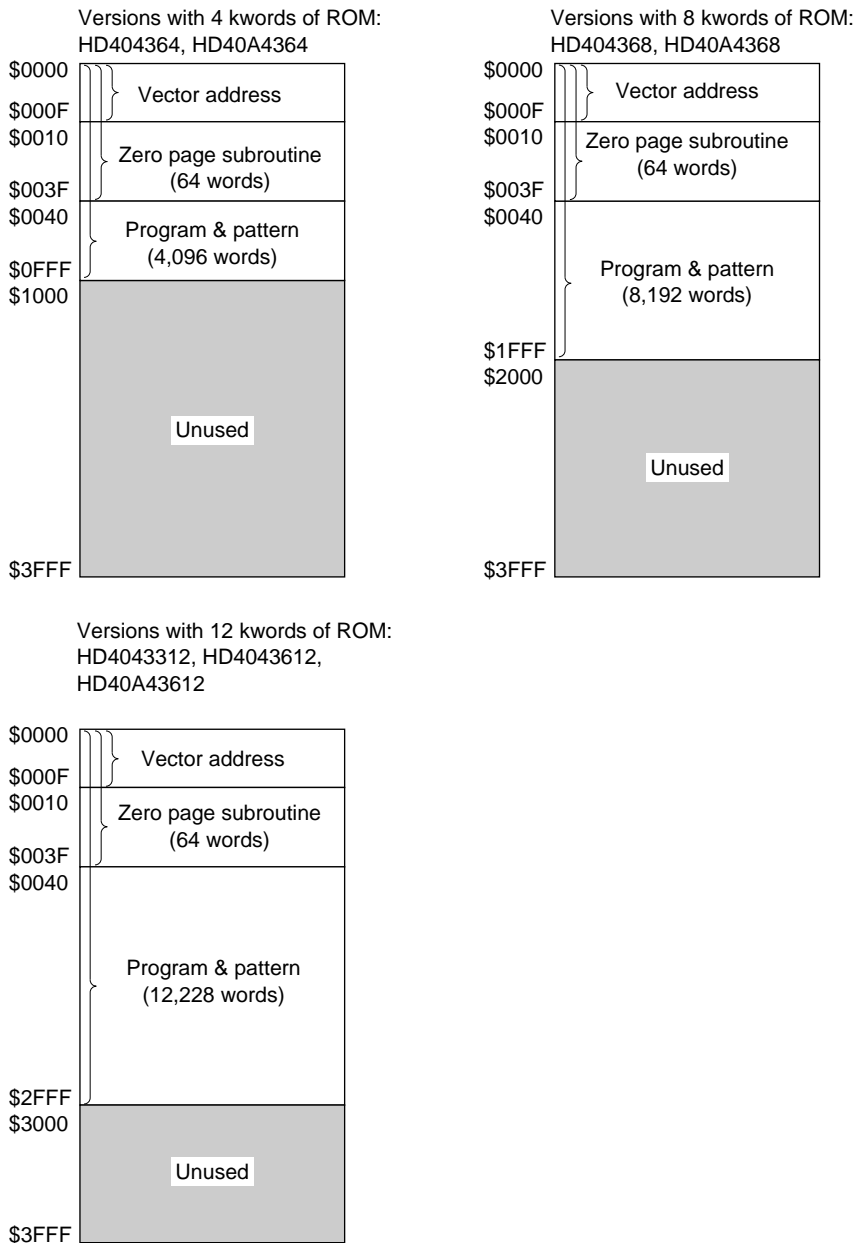 Versions with 4 kwords of ROM:
HD404364, HD40A4364
$0000
Vector address
$000F
$0010
Zero page subroutine
(64 words)
$003F
$0040
Program & pattern
(4,096 words)
$0FFF
$1000
Unused
$3FFF
Versions with 8 kwords of ROM:
HD404368, HD40A4368
$0000
Vector address
$000F
$0010
Zero page subroutine
(64 words)
$003F
$0040
Program & pattern
(8,192 words)
$1FFF
$2000
Unused
$3FFF
Versions with 12 kwords of ROM:
HD4043312, HD4043612,
HD40A43612
$0000
Vector address
$000F
$0010
Zero page subroutine
(64 words)
$003F
$0040
Program & pattern
(12,228 words)
$2FFF
$3000
Unused
$3FFF